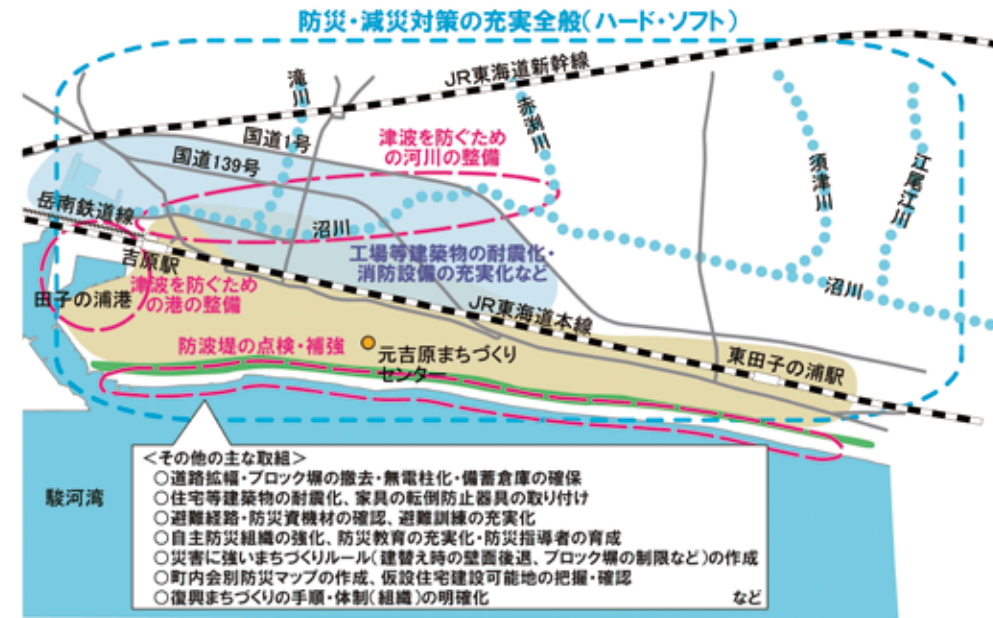 防災・減災対策の充実全般(ハード・ソフト)
JR東海道新幹線
滝川
赤渕川
国道1号
津波を防ぐため
の河川の整備
国道139号
須津川
江尾江川
岳南鉄道線
沼川
吉原駅
工場等建築物の耐震化・
消防設備の充実化など
沼川
田子の浦港
津波を防ぐため
の港の整備
JR東海道本線
防波堤の点検・補強
元吉原まちづくり
センター
東田子の浦駅
駿河湾
<その他の主な取組>
○道路拡幅・ブロック塀の撤去・無電柱化・備蓄倉庫の確保
○住宅等建築物の耐震化、家具の転倒防止器具の取り付け
○避難経路・防災資機材の確認、避難訓練の充実化
○自主防災組織の強化、防災教育の充実化・防災指導者の育成
○災害に強いまちづくりルール(建替え時の壁面後退、ブロック塀の制限など)の作成
○町内会別防災マップの作成、仮設住宅建設可能地の把握・確認
○復興まちづくりの手順・体制(組織)の明確化 など